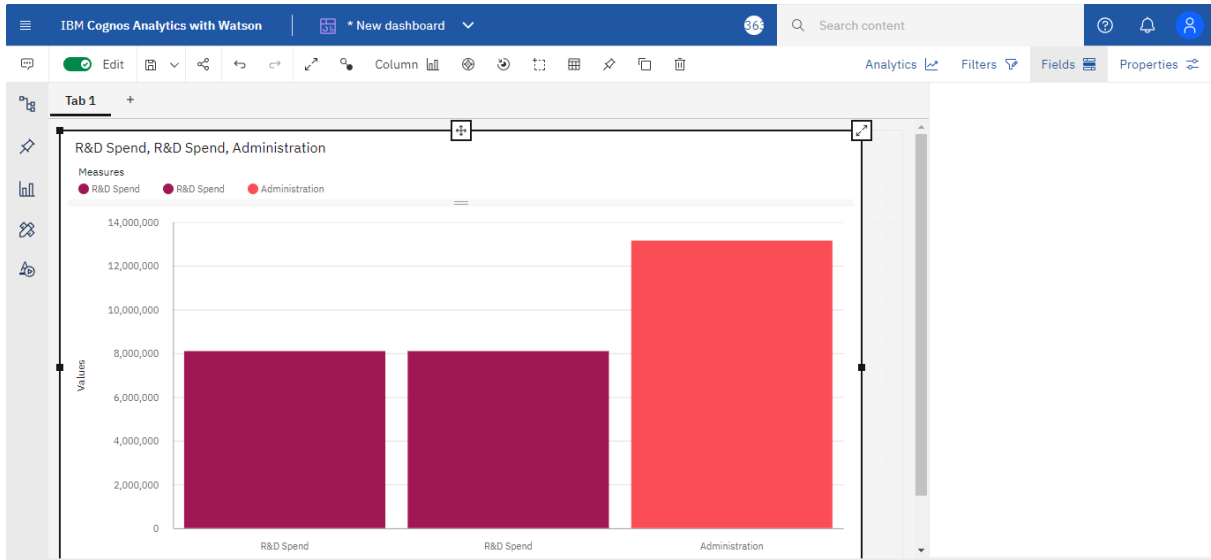 IBM Cognos Analytics with Watson
* New dashboard
363
Search content
Edit
Column
Analytics
Filters
Fields
Properties
Tab 1
+
R&D Spend, R&D Spend, Administration
Measures
R&D Spend R&D Spend Administration
14,000,000
12,000,000
10,000,000
8,000,000
6,000,000
4,000,000
2,000,000
0
Values
R&D Spend R&D Spend Administration